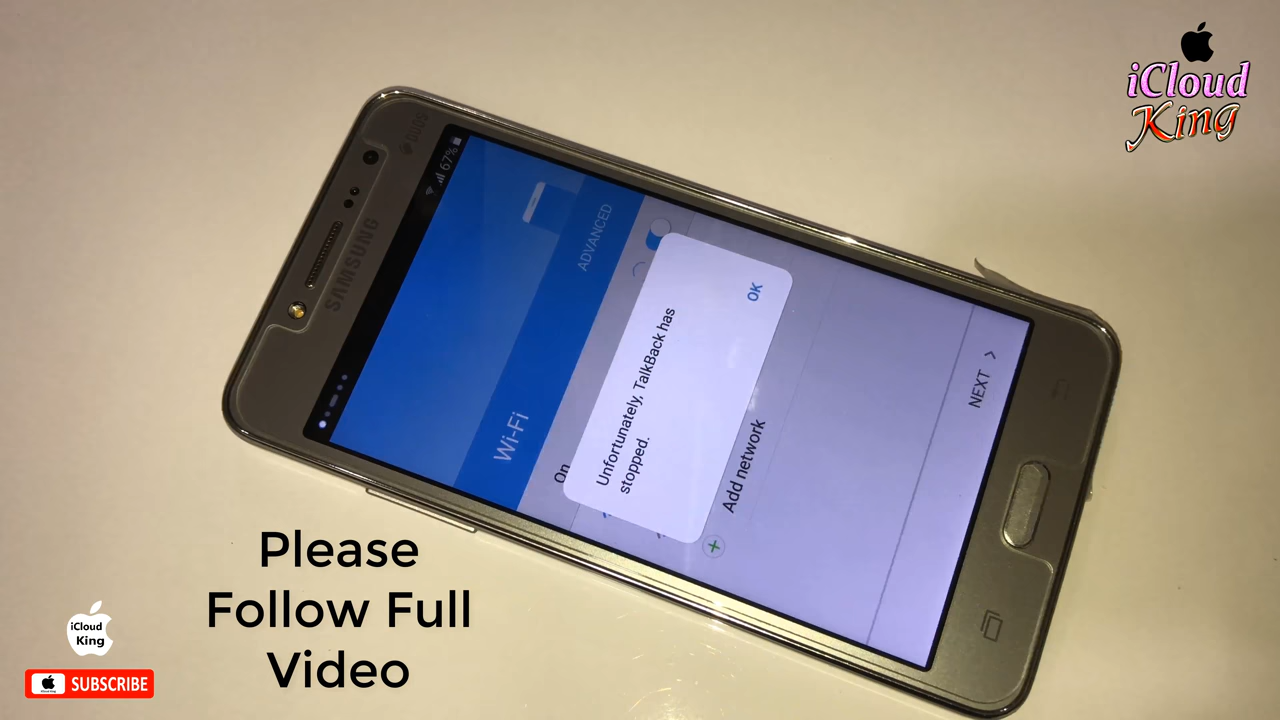 iCloud
King
DUOS
SAMSUNG
67%
ADVANCED
Wi-Fi
On
Unfortunately, TalkBack has
stopped.
OK
Add network
NEXT
Please
Follow Full
Video
iCloud
King
SUBSCRIBE